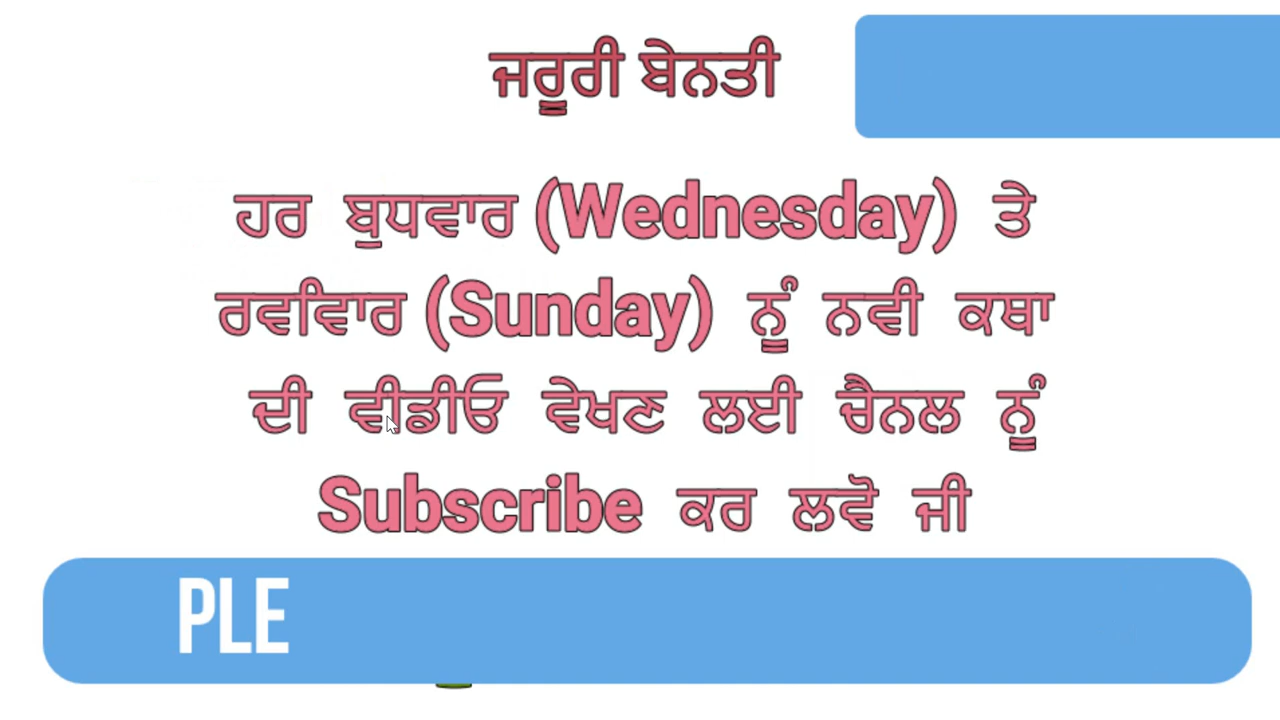 ਜਰੂਰੀ ਬੇਨਤੀ
ਹਰ ਬੁਧਵਾਰ (Wednesday) ਤੇ
ਰਵਿਵਾਰ (Sunday) ਨੂੰ ਨਵੀ ਕਥਾ
ਦੀ ਵੀਡੀਓ ਵੇਖਣ ਲਈ ਚੈਨਲ ਨੂੰ
Subscribe ਕਰ ਲਵੋ ਜੀ
PLE